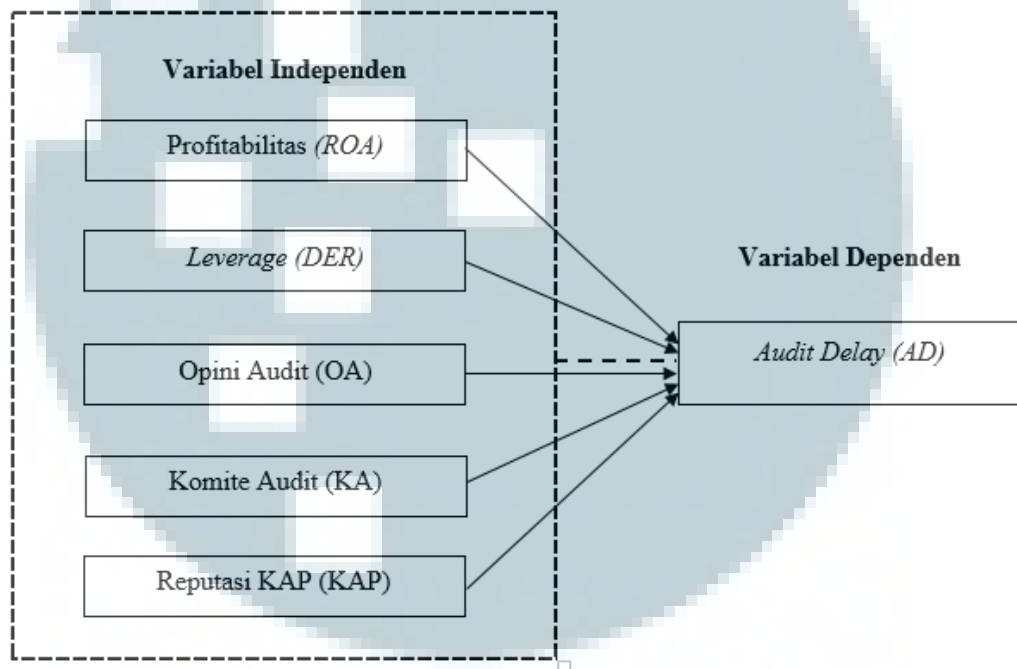 Variabel Independen
Profitabilitas (ROA)
Leverage (DER)
Variabel Dependen
Audit Delay (AD)
Opini Audit (OA)
Komite Audit (KA)
Reputasi KAP (KAP)